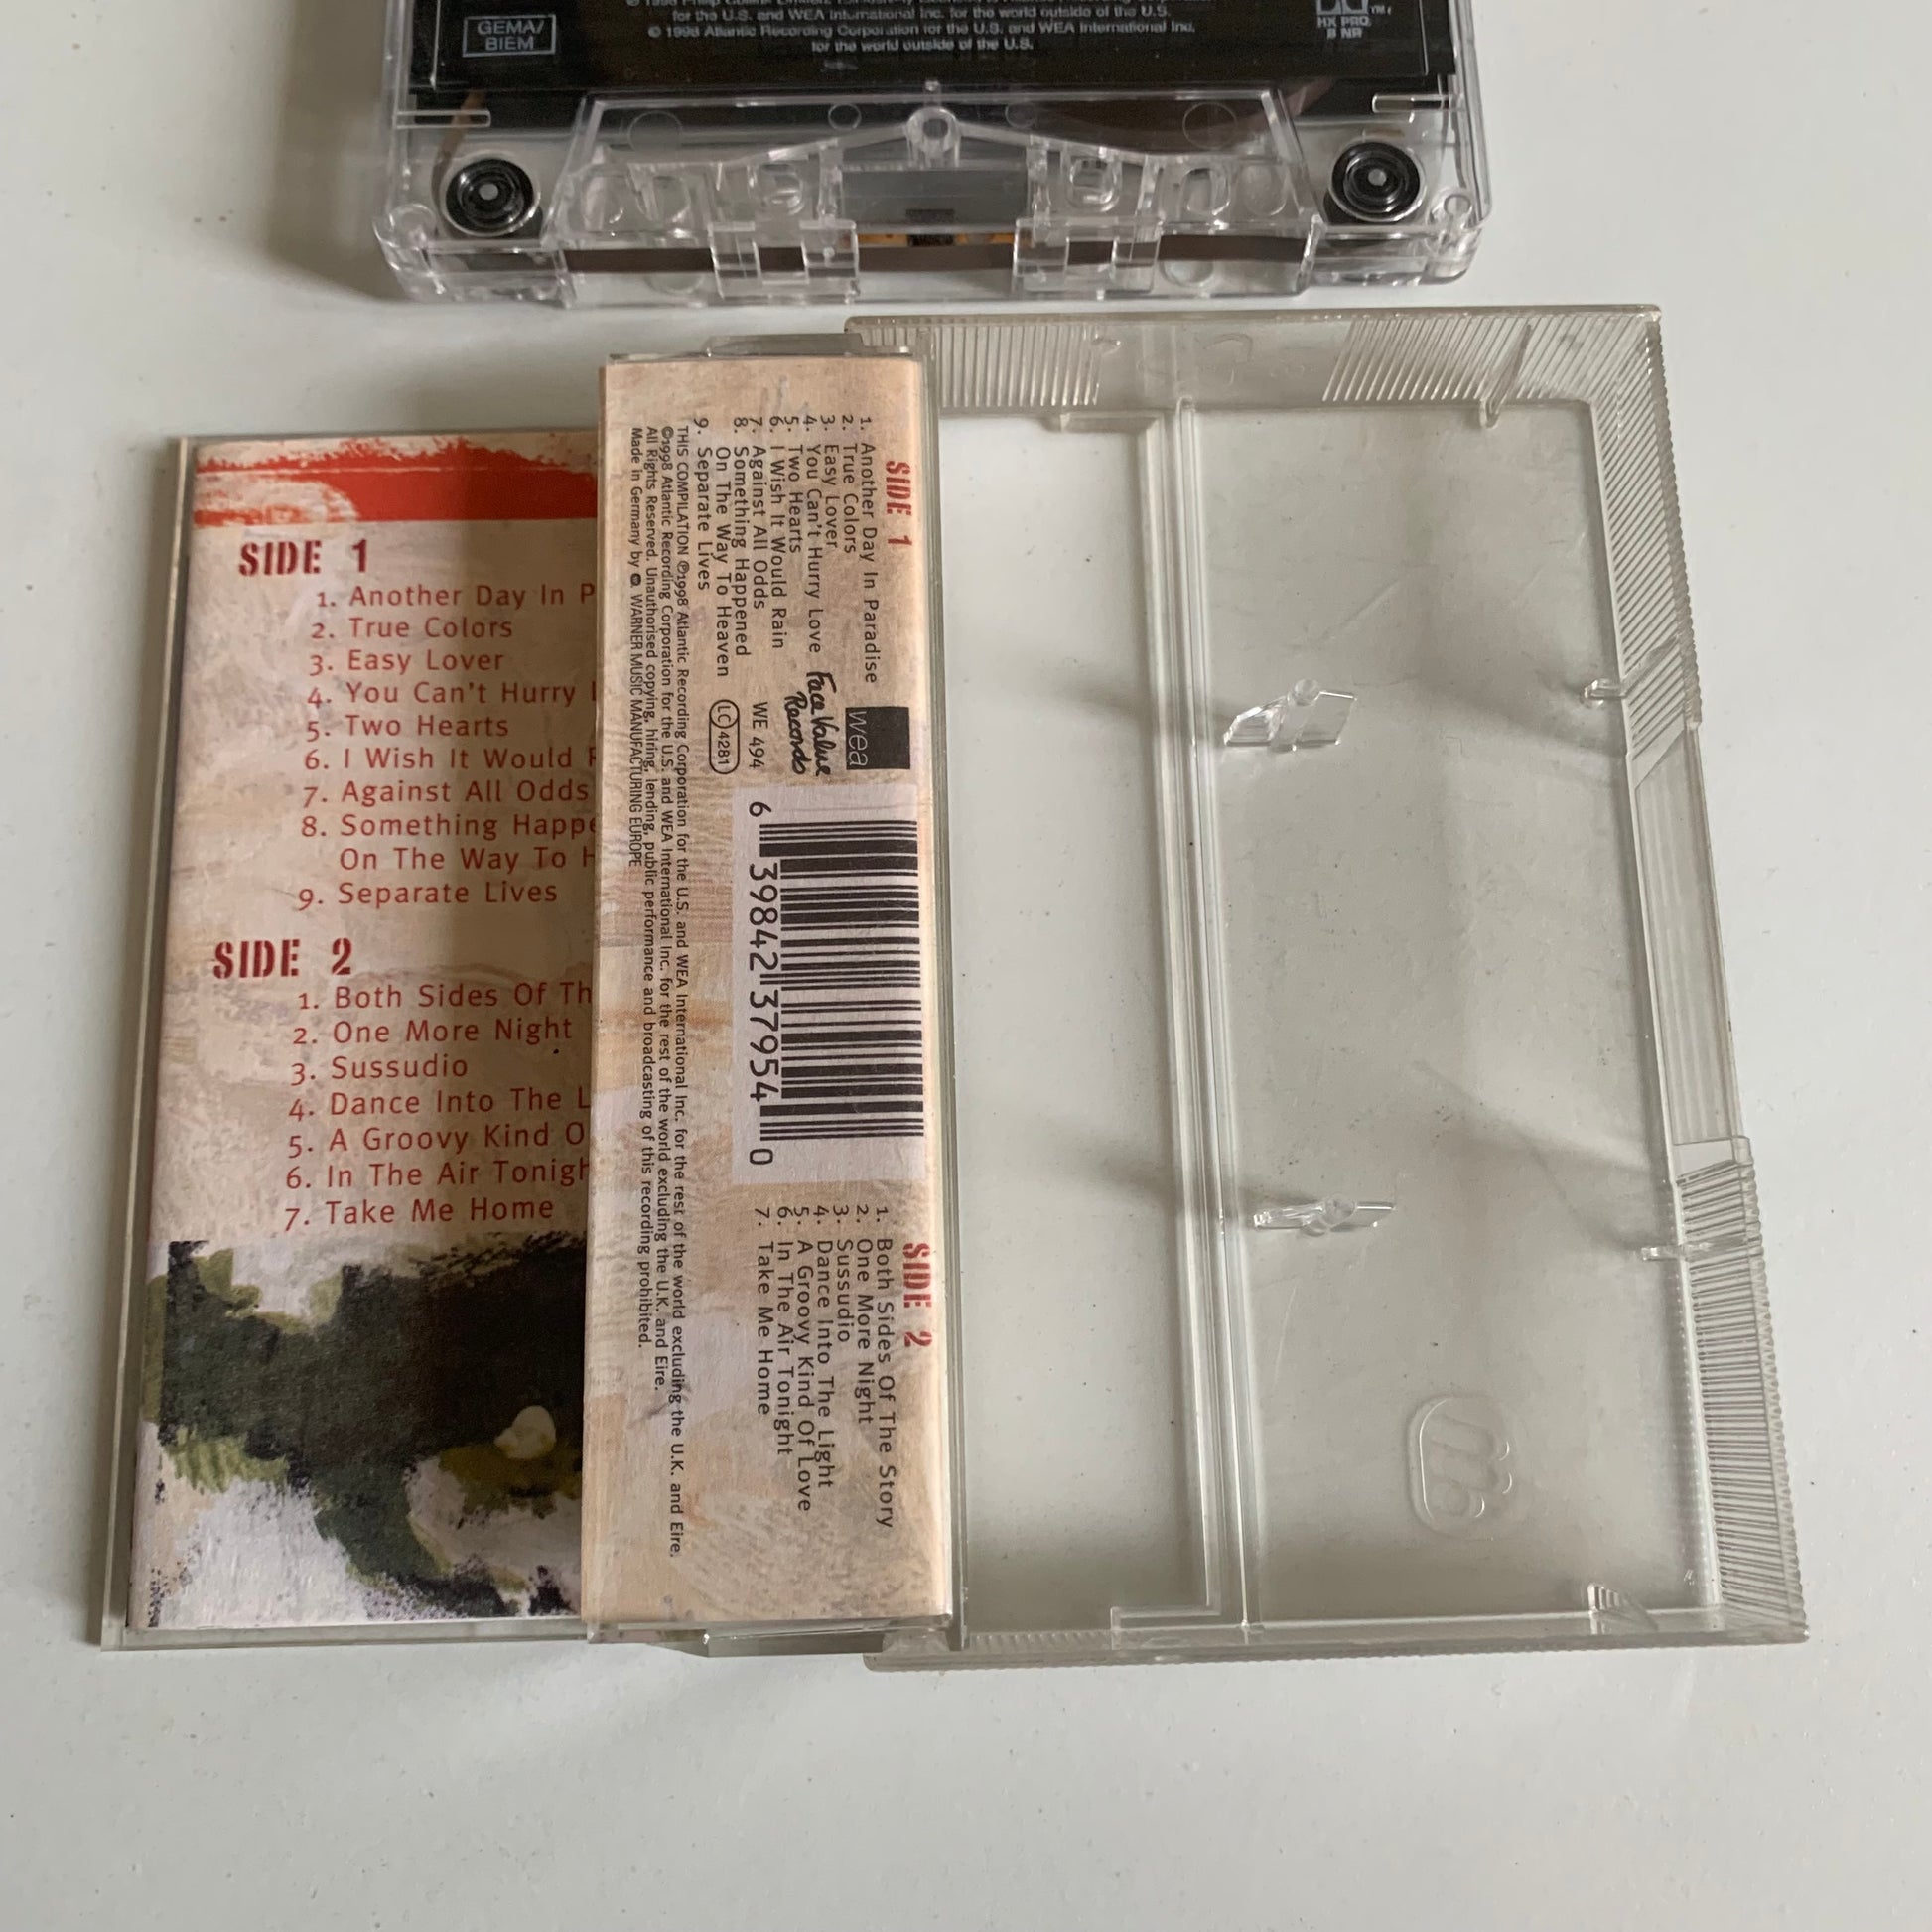 GEMA/
BIEM
for the U.S. and WEA International Inc. for the world outside of the U.S.
© 1998 Atlantic Recording Corporation for the U.S. and WEA International Inc.
for the world outside of the U.S.
HX PRO
B NR
SIDE 1
1. Another Day In P
2. True Colors
3. Easy Lover
4. You Can't Hurry L
5. Two Hearts
6. I Wish It Would R
7. Against All Odds
8. Something Happe
On The Way To H
9. Separate Lives
SIDE 2
1. Both Sides Of Th
2. One More Night
3. Sussudio
4. Dance Into The L
5. A Groovy Kind O
6. In The Air Tonigh
7. Take Me Home
SIDE 1
1. Another Day In Paradise
2. True Colors
3. Easy Lover
4. You Can't Hurry Love
5. Two Hearts
6. I Wish It Would Rain
7. Against All Odds
8. Something Happened
On The Way To Heaven
9. Separate Lives
wea
Face Value
Records
WE 494
LC 4281
6 39842 37954 0
SIDE 2
1. Both Sides Of The Story
2. One More Night
3. Sussudio
4. Dance Into The Light
5. A Groovy Kind Of Love
6. In The Air Tonight
7. Take Me Home
THIS COMPILATION ℗1998 Atlantic Recording Corporation for the U.S. and WEA International Inc. for the rest of the world excluding the U.K. and Eire.
©1998 Atlantic Recording Corporation for the U.S. and WEA International Inc. for the rest of the world excluding the U.K. and Eire.
All Rights Reserved. Unauthorised copying, hiring, lending, public performance and broadcasting of this recording prohibited.
Made in Germany by WARNER MUSIC MANUFACTURING EUROPE